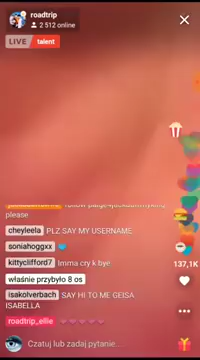 roadtrip
2 512 online
LIVE talent
please
cheyleela PLZ SAY MY USERNAME
soniahoggxx
kittyclifford7 Imma cry k bye
właśnie przybyło 8 os
137,1K
isakolverbach SAY HI TO ME GEISA
ISABELLA
roadtrip_ellie
Czatuj lub zadaj pytanie...